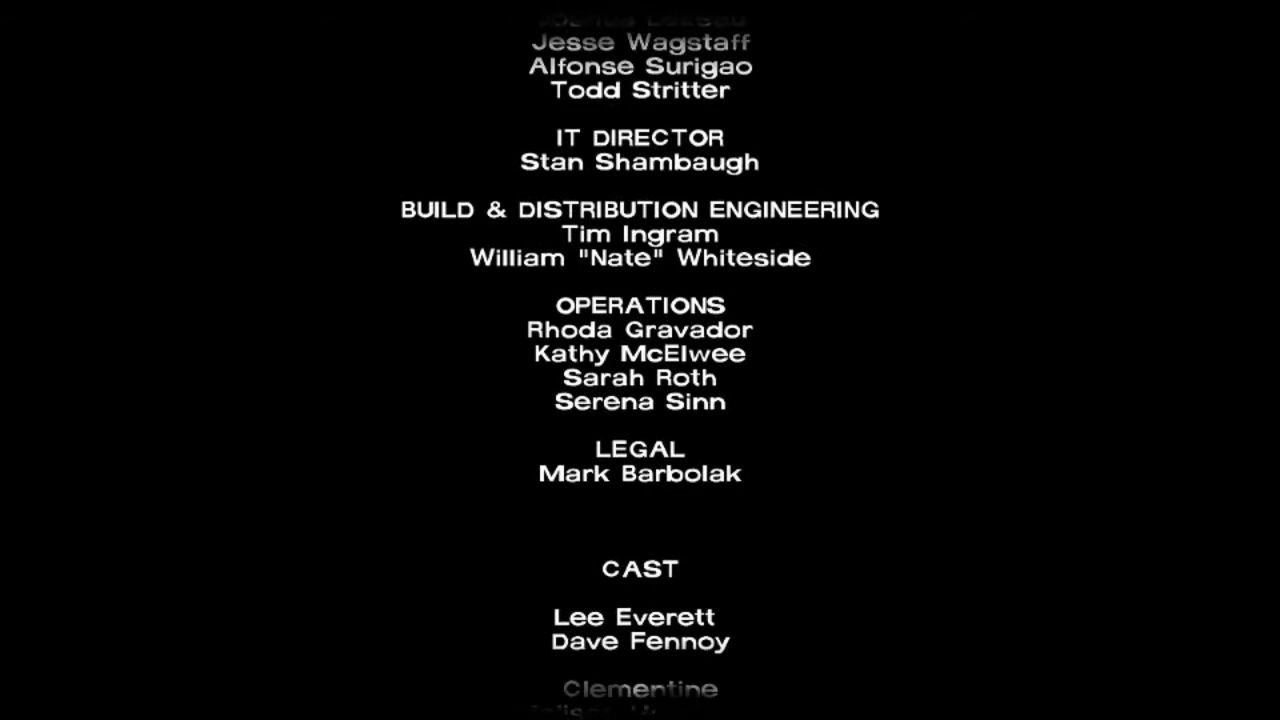 Jesse Wagstaff
Alfonse Surigao
Todd Stritter
IT DIRECTOR
Stan Shambaugh
BUILD & DISTRIBUTION ENGINEERING
Tim Ingram
William "Nate" Whiteside
OPERATIONS
Rhoda Gravador
Kathy McElwee
Sarah Roth
Serena Sinn
LEGAL
Mark Barbolak
CAST
Lee Everett
Dave Fennoy
Clementine